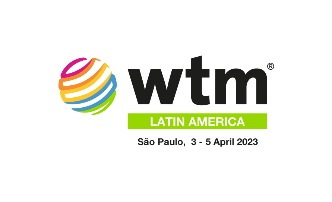 wtm®
LATIN AMERICA
São Paulo, 3 - 5 April 2023